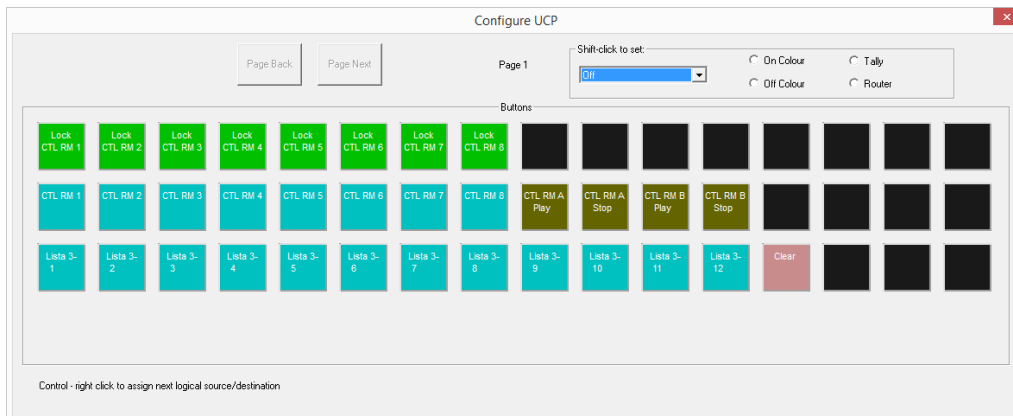 Configure UCP
Page Back
Page Next
Page 1
Shift-click to set:
Off
On Colour
Tally
Off Colour
Router
Buttons
Lock
CTL RM 1
Lock
CTL RM 2
Lock
CTL RM 3
Lock
CTL RM 4
Lock
CTL RM 5
Lock
CTL RM 6
Lock
CTL RM 7
Lock
CTL RM 8
CTL RM 1
CTL RM 2
CTL RM 3
CTL RM 4
CTL RM 5
CTL RM 6
CTL RM 7
CTL RM 8
CTL RM A
Play
CTL RM A
Stop
CTL RM B
Play
CTL RM B
Stop
Lista 3-
1
Lista 3-
2
Lista 3-
3
Lista 3-
4
Lista 3-
5
Lista 3-
6
Lista 3-
7
Lista 3-
8
Lista 3-
9
Lista 3-
10
Lista 3-
11
Lista 3-
12
Clear
Control - right click to assign next logical source/destination